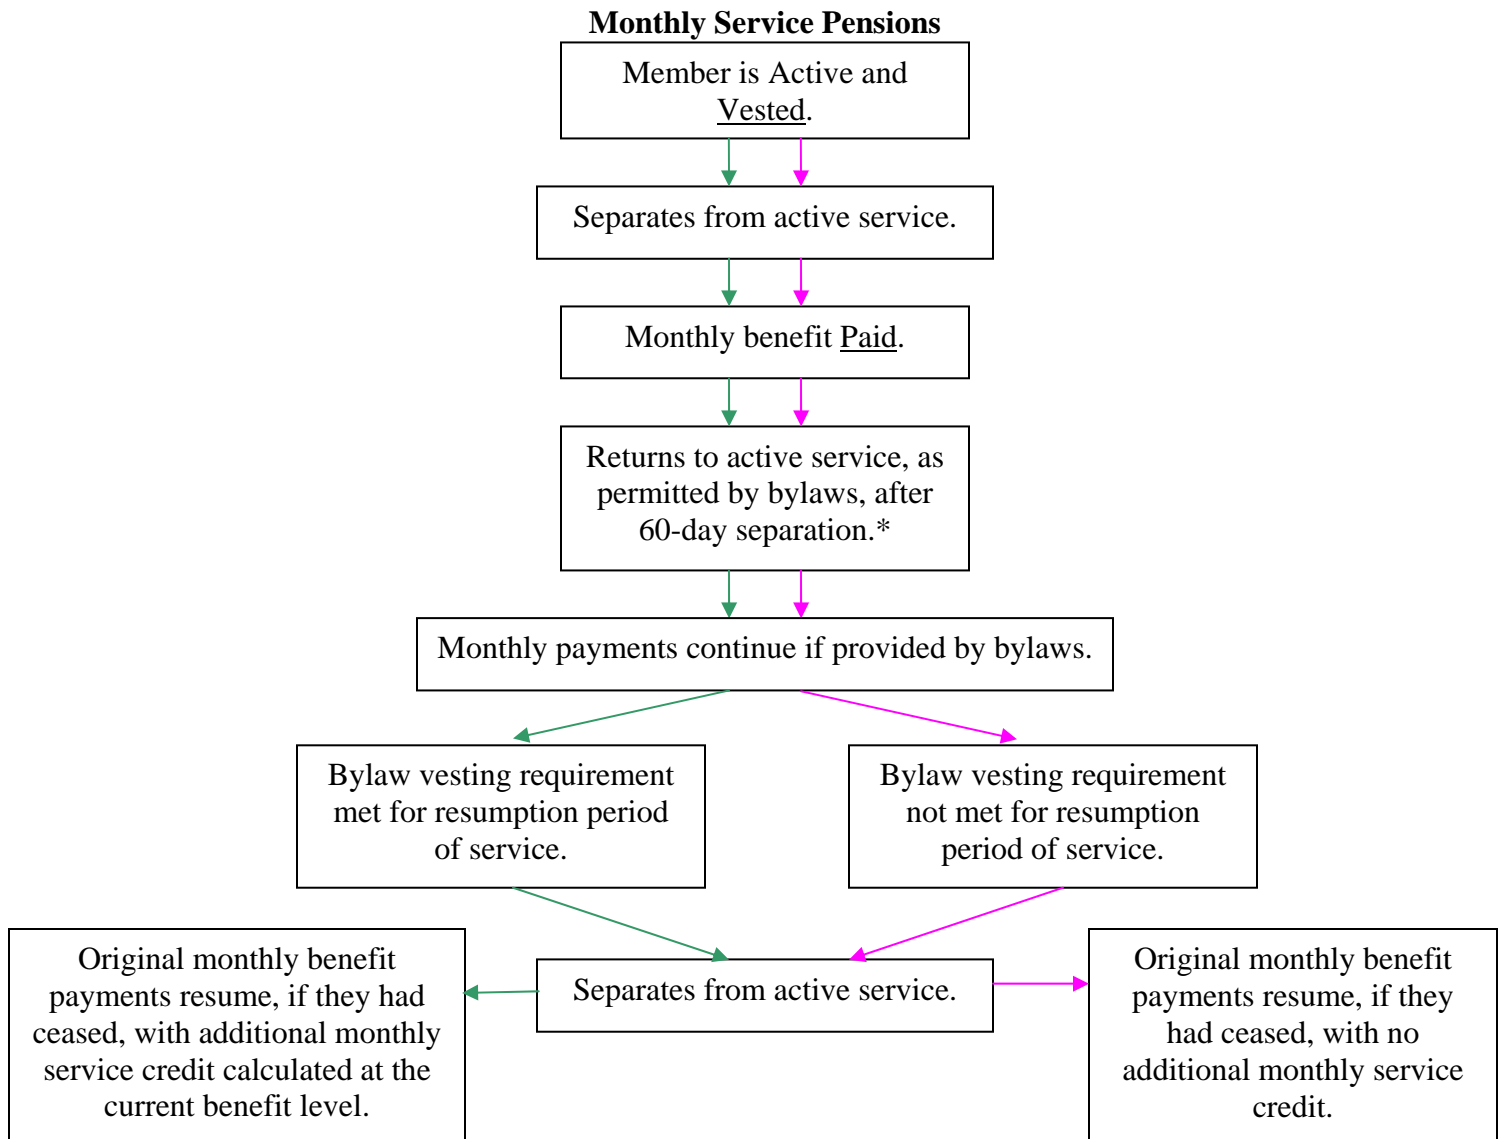 Monthly Service Pensions
Member is Active and
Vested.
Separates from active service.
Monthly benefit Paid.
Returns to active service, as
permitted by bylaws, after
60-day separation.*
Monthly payments continue if provided by bylaws.
Bylaw vesting requirement
met for resumption period
of service.
Bylaw vesting requirement
not met for resumption
period of service.
Original monthly benefit
payments resume, if they had
ceased, with additional monthly
service credit calculated at the
current benefit level.
Separates from active service.
Original monthly benefit
payments resume, if they
had ceased, with no
additional monthly service
credit.